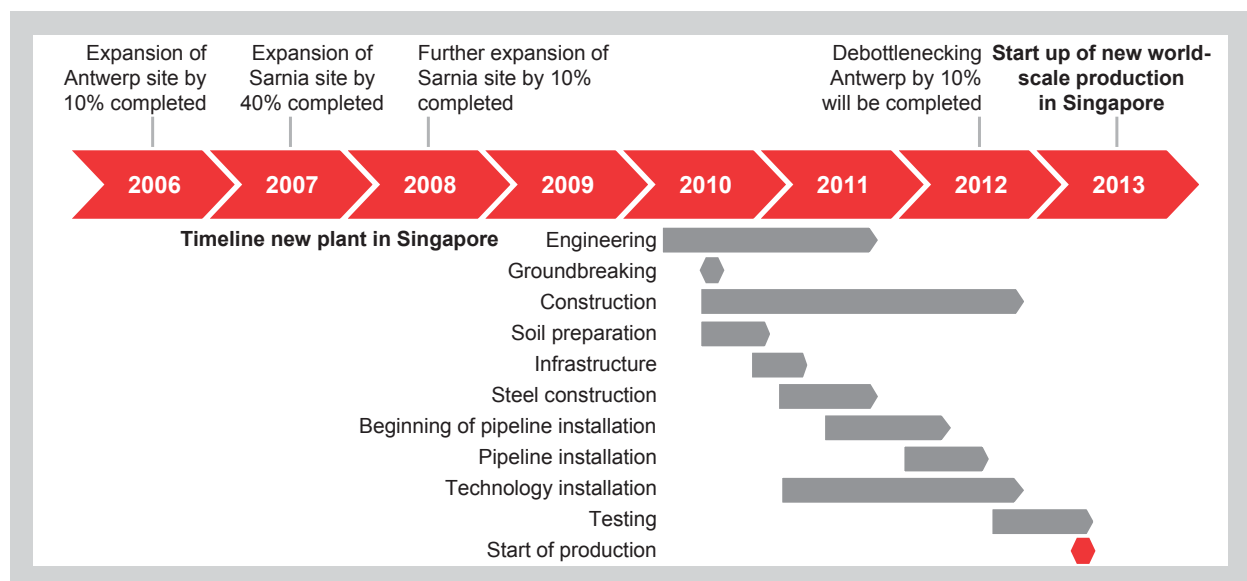 Expansion of
Antwerp site by
10% completed
Expansion of
Sarnia site by
40% completed
Further expansion of
Sarnia site by 10%
completed
Debottlenecking
Antwerp by 10%
will be completed
Start up of new world-
scale production
in Singapore
2006 2007 2008 2009 2010 2011 2012 2013
Timeline new plant in Singapore
Engineering
Groundbreaking
Construction
Soil preparation
Infrastructure
Steel construction
Beginning of pipeline installation
Pipeline installation
Technology installation
Testing
Start of production